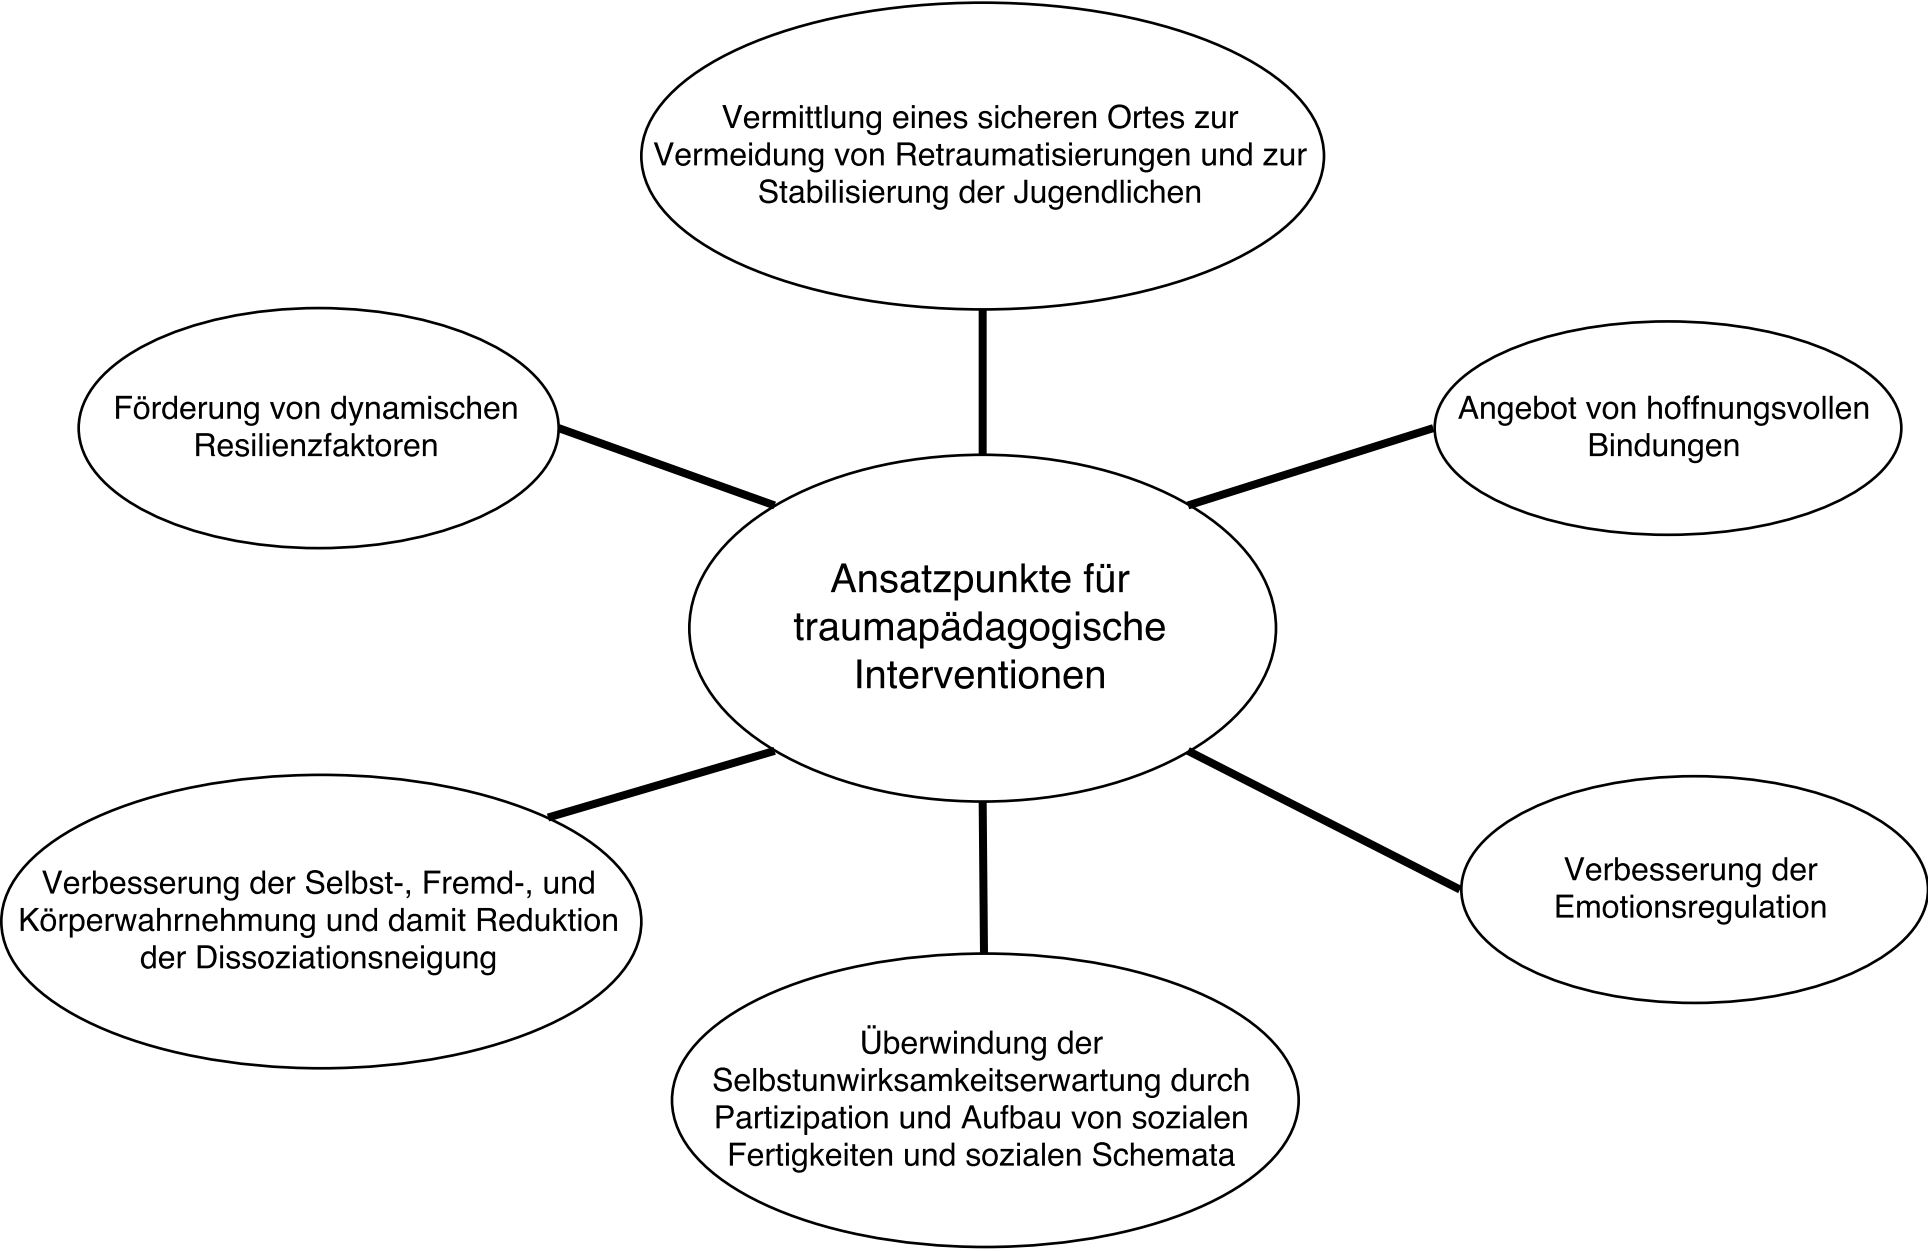 Vermittlung eines sicheren Ortes zur
Vermeidung von Retraumatisierungen und zur
Stabilisierung der Jugendlichen
Förderung von dynamischen
Resilienzfaktoren
Angebot von hoffnungsvollen
Bindungen
Ansatzpunkte für
traumapädagogische
Interventionen
Verbesserung der Selbst-, Fremd-, und
Körperwahrnehmung und damit Reduktion
der Dissoziationsneigung
Verbesserung der
Emotionsregulation
Überwindung der
Selbstunwirksamkeitserwartung durch
Partizipation und Aufbau von sozialen
Fertigkeiten und sozialen Schemata